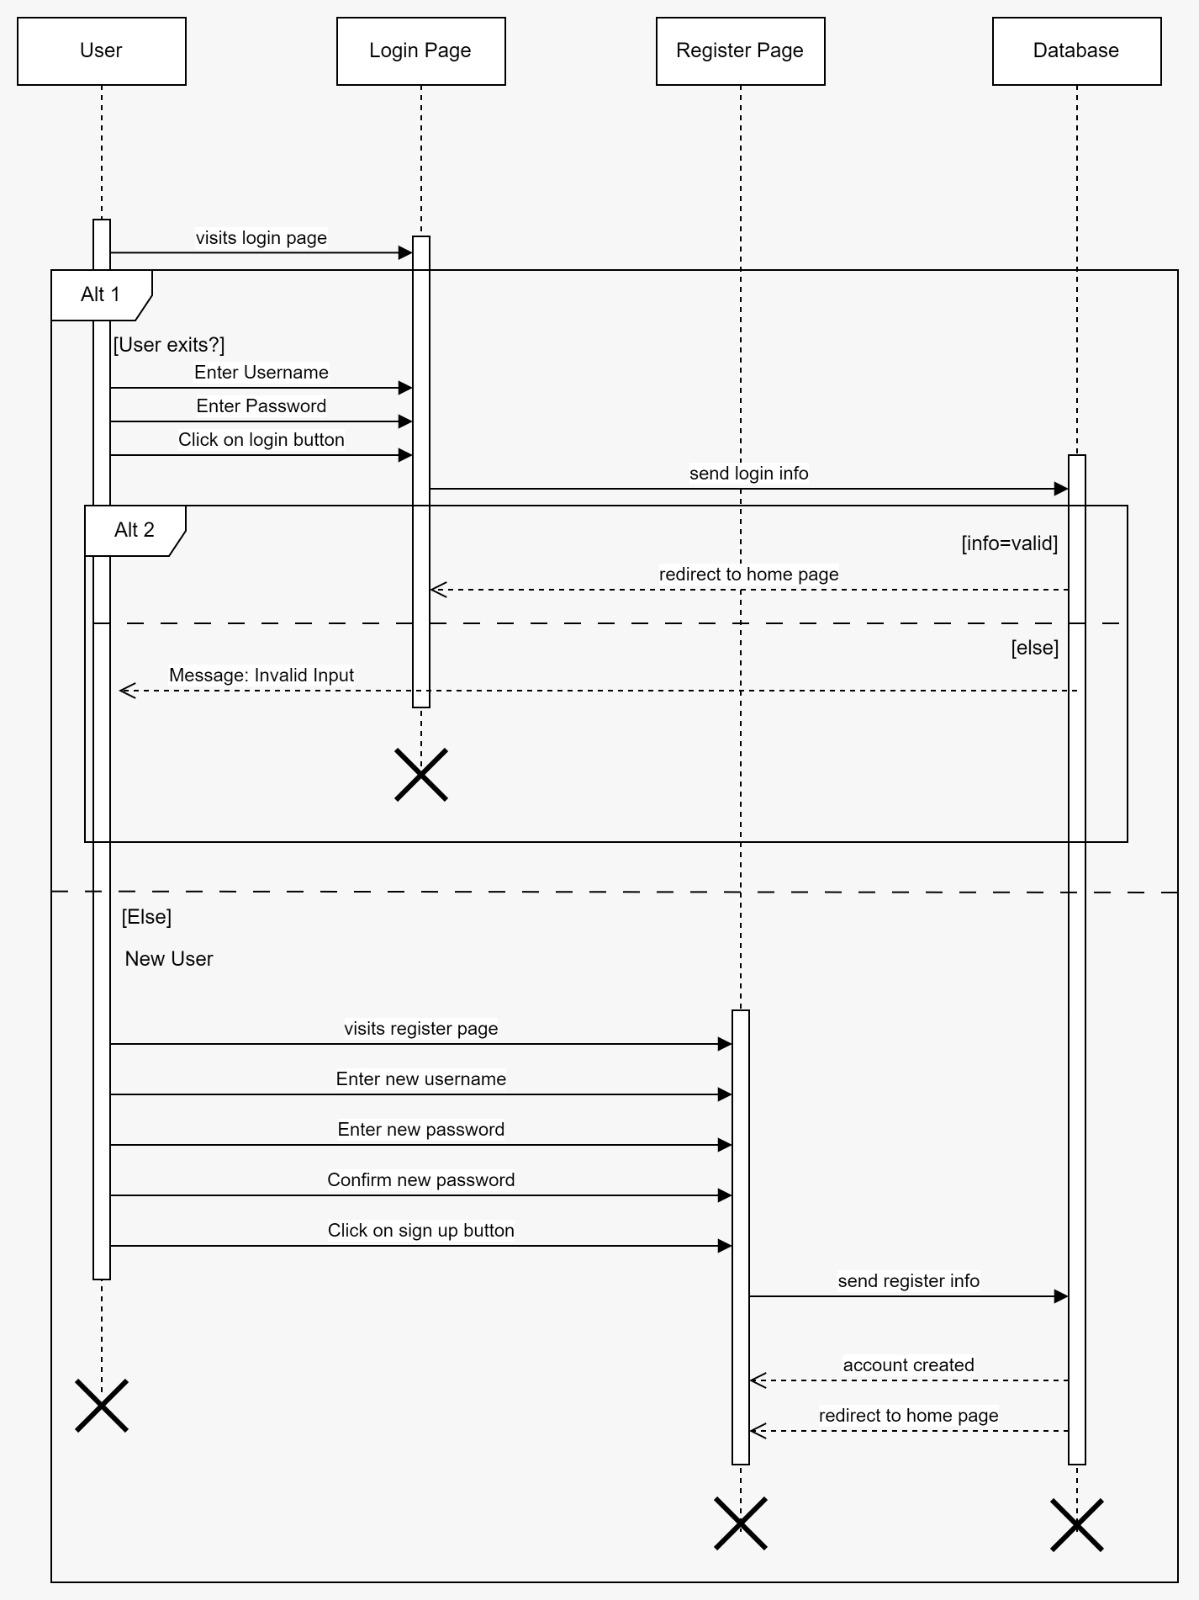 User
Login Page
Register Page
Database
visits login page
Alt 1
[User exits?]
Enter Username
Enter Password
Click on login button
send login info
Alt 2
[info=valid]
redirect to home page
[else]
Message: Invalid Input
[Else]
New User
visits register page
Enter new username
Enter new password
Confirm new password
Click on sign up button
send register info
account created
redirect to home page